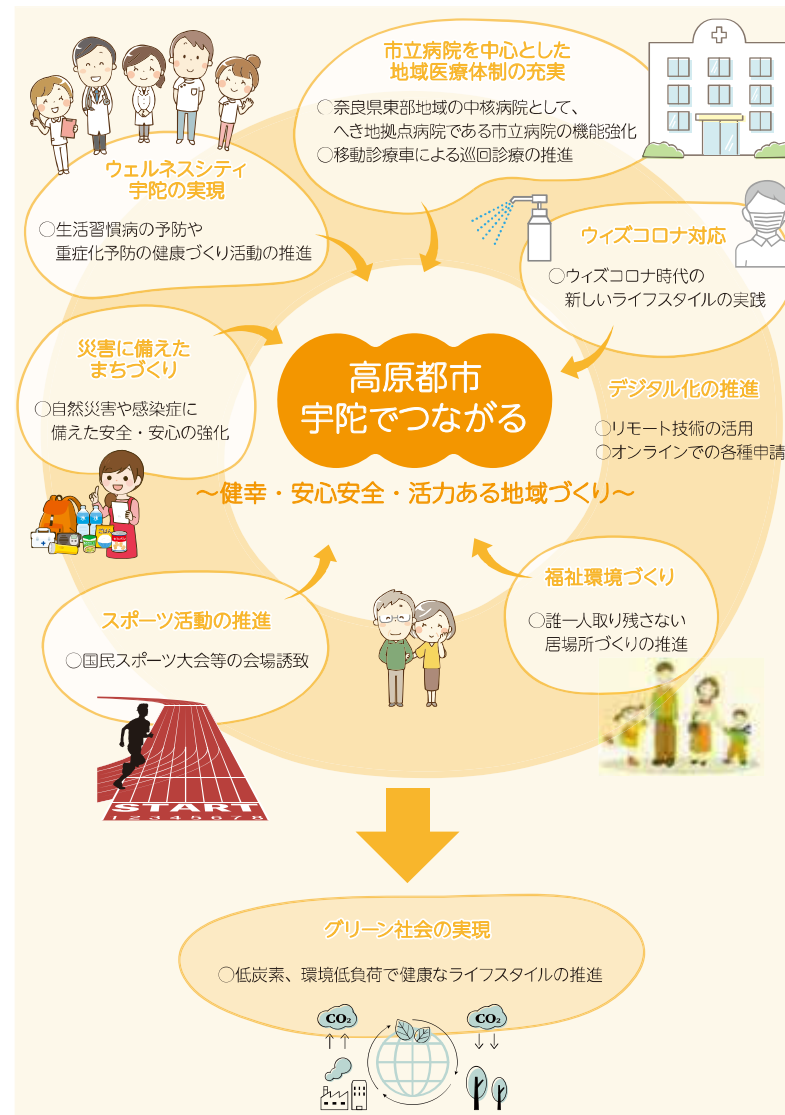 市立病院を中心とした
地域医療体制の充実
○奈良県東部地域の中核病院として、
へき地拠点病院である市立病院の機能強化
○移動診療車による巡回診療の推進
ウェルネスシティ
宇陀の実現
○生活習慣病の予防や
重症化予防の健康づくり活動の推進
ウィズコロナ対応
○ウィズコロナ時代の
新しいライフスタイルの実践
災害に備えた
まちづくり
○自然災害や感染症に
備えた安全・安心の強化
高原都市
宇陀でつながる
～健幸・安心安全・活力ある地域づくり～
デジタル化の推進
○リモート技術の活用
○オンラインでの各種申請
スポーツ活動の推進
○国民スポーツ大会等の会場誘致
福祉環境づくり
○誰一人取り残さない
居場所づくりの推進
START
1 2 3 4 5 6 7 8
グリーン社会の実現
○低炭素、環境低負荷で健康なライフスタイルの推進
CO₂
CO₂